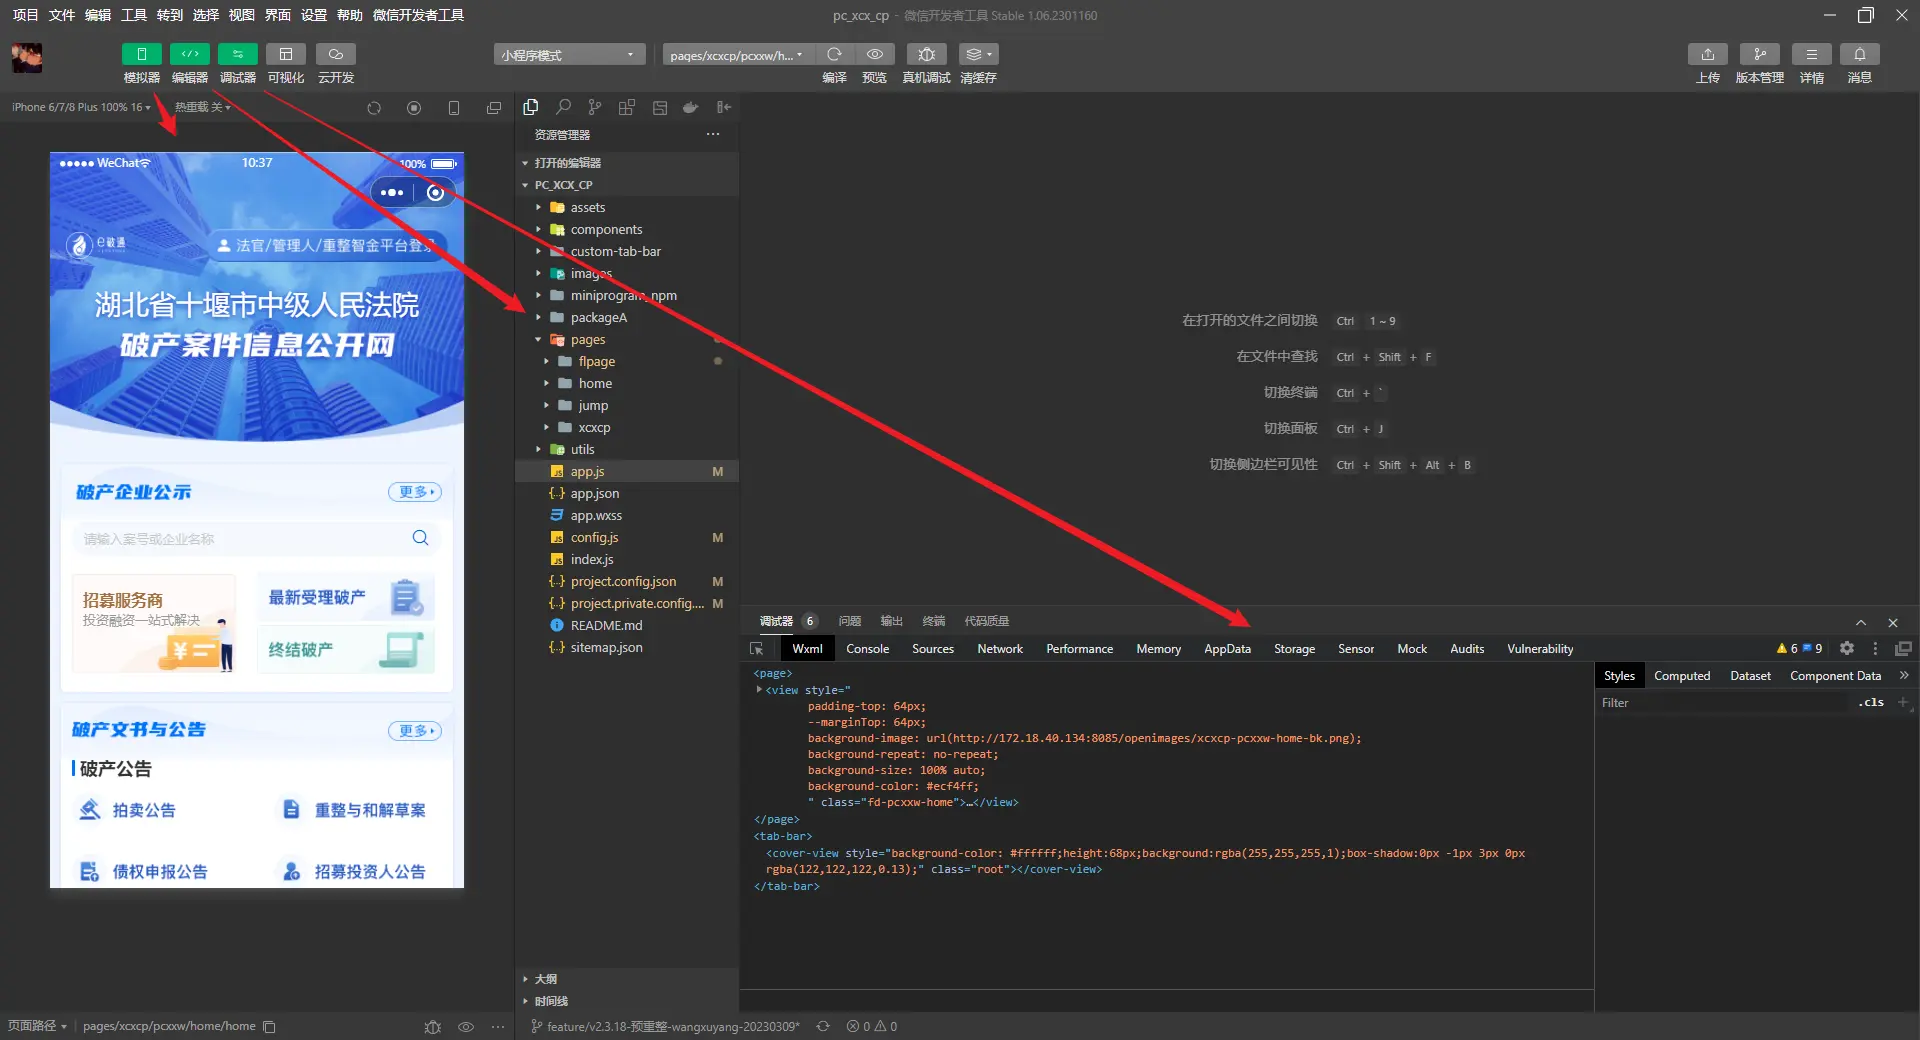 项目 文件 编辑 工具 转到 选择 视图 界面 设置 帮助 微信开发者工具
pc_xcx_cp - 微信开发者工具 Stable 1.06.2301160
小程序模式
pages/xcxcp/pcxxw/h...
模拟器 编辑器 调试器 可视化 云开发
编译 预览 真机调试 清缓存
上传 版本管理 详情 消息
iPhone 6/7/8 Plus 100% 16
热重载 关
WeChat
10:37
100%
法官/管理人/重整智金平台登录
湖北省十堰市中级人民法院
破产案件信息公开网
破产企业公示
更多
请输入案号或企业名称
招募服务商
投资融资一站式解决
最新受理破产
终结破产
破产文书与公告
更多
破产公告
拍卖公告
重整与和解草案
债权申报公告
招募投资人公告
页面路径
pages/xcxcp/pcxxw/home/home
资源管理器
打开的编辑器
PC_XCX_CP
assets
components
custom-tab-bar
images
miniprogram_npm
packageA
pages
flpage
home
jump
xcxcp
utils
app.js M
app.json
app.wxss
config.js M
index.js
project.config.json M
project.private.config.... M
README.md
sitemap.json
大纲
时间线
feature/v2.3.18-预重整-wangxuyang-20230309*
0 0
在打开的文件之间切换 Ctrl 1 ~ 9
在文件中查找 Ctrl + Shift + F
切换终端 Ctrl + `
切换面板 Ctrl + J
切换侧边栏可见性 Ctrl + Shift + Alt + B
调试器 6 问题 输出 终端 代码质量
Wxml Console Sources Network Performance Memory AppData Storage Sensor Mock Audits Vulnerability
6 9
<page>
<view style="
padding-top: 64px;
--marginTop: 64px;
background-image: url(http://172.18.40.134:8085/openimages/xcxcp-pcxxw-home-bk.png);
background-repeat: no-repeat;
background-size: 100% auto;
background-color: #ecf4ff;
" class="fd-pcxxw-home">…</view>
</page>
<tab-bar>
<cover-view style="background-color: #ffffff;height:68px;background:rgba(255,255,255,1);box-shadow:0px -1px 3px 0px
rgba(122,122,122,0.13);" class="root"></cover-view>
</tab-bar>
Styles Computed Dataset Component Data
Filter
.cls